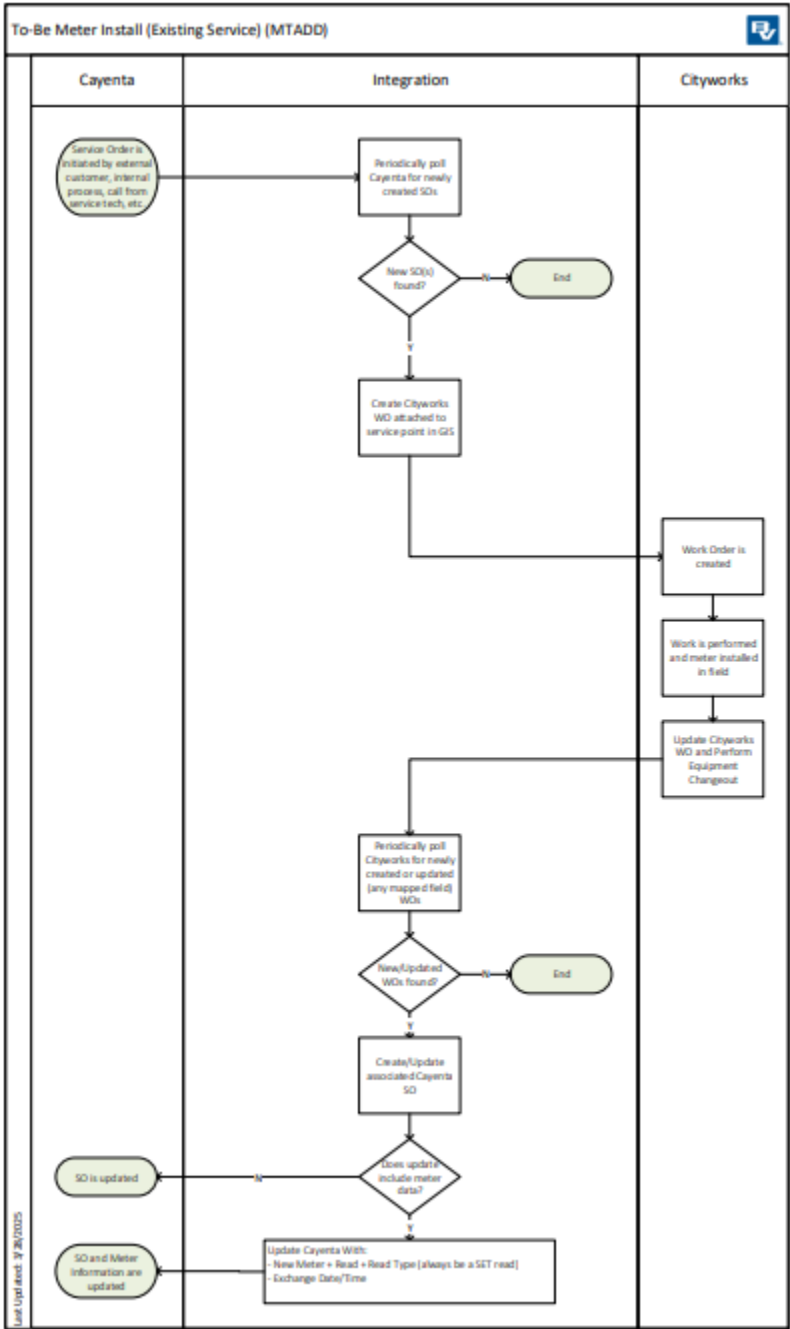 To-Be Meter Install (Existing Service) (MTADD)
BV
Cayenta
Integration
Cityworks
Service Order is
initiated by external
customer, internal
process, call from
service tech, etc.
Periodically poll
Cayenta for newly
created SOs
New SO(s)
found?
N
End
Y
Create Cityworks
WO attached to
service point in GIS
Work Order is
created
Work is performed
and meter installed
in field
Update Cityworks
WO and Perform
Equipment
Changeout
Periodically poll
Cityworks for newly
created or updated
(any mapped field)
WOs
New/Updated
WOs found?
N
End
Y
Create/Update
associated Cayenta
SO
Does update
include meter
data?
N
SO is updated
Y
Update Cayenta With:
- New Meter + Read + Read Type (always be a SET read)
- Exchange Date/Time
SO and Meter
Information are
updated
Last Updated: 3/28/2025